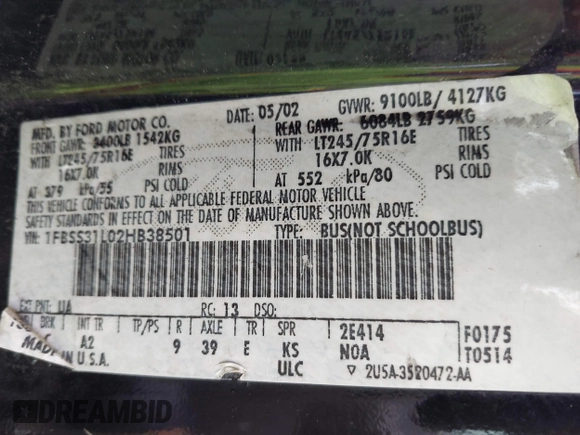 MFD. BY FORD MOTOR CO.
DATE: 05/02
GVWR: 9100LB/ 4127KG
FRONT GAWR: 3400LB 1542KG
REAR GAWR: 6084LB 2759KG
WITH LT245/75R16E TIRES
WITH LT245/75R16E TIRES
16X7.0K RIMS
16X7.0K RIMS
AT 379 kPa/55 PSI COLD
AT 552 kPa/80 PSI COLD
THIS VEHICLE CONFORMS TO ALL APPLICABLE FEDERAL MOTOR VEHICLE
SAFETY STANDARDS IN EFFECT ON THE DATE OF MANUFACTURE SHOWN ABOVE.
VIN: 1FBSS31L02HB38501
TYPE: BUS(NOT SCHOOLBUS)
EXT PNT: UA
RC: 13 DSO:
BRK INT TR TP/PS R AXLE TR SPR
A2 9 39 E KS
ULC
2E414
NOA
▽ 2U5A-3520472-AA
F0175
T0514
MADE IN U.S.A.
DREAMBID